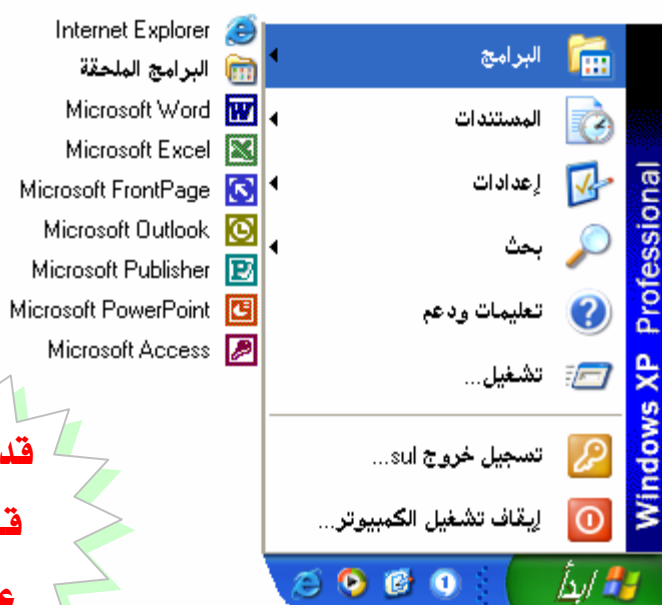 البرامج
المستندات
إعدادات
بحث
تعليمات ودعم
تشغيل...
تسجيل خروج sul...
إيقاف تشغيل الكمبيوتر...
Windows XP Professional
Internet Explorer
البرامج الملحقة
Microsoft Word
Microsoft Excel
Microsoft FrontPage
Microsoft Outlook
Microsoft Publisher
Microsoft PowerPoint
Microsoft Access
إبدأ